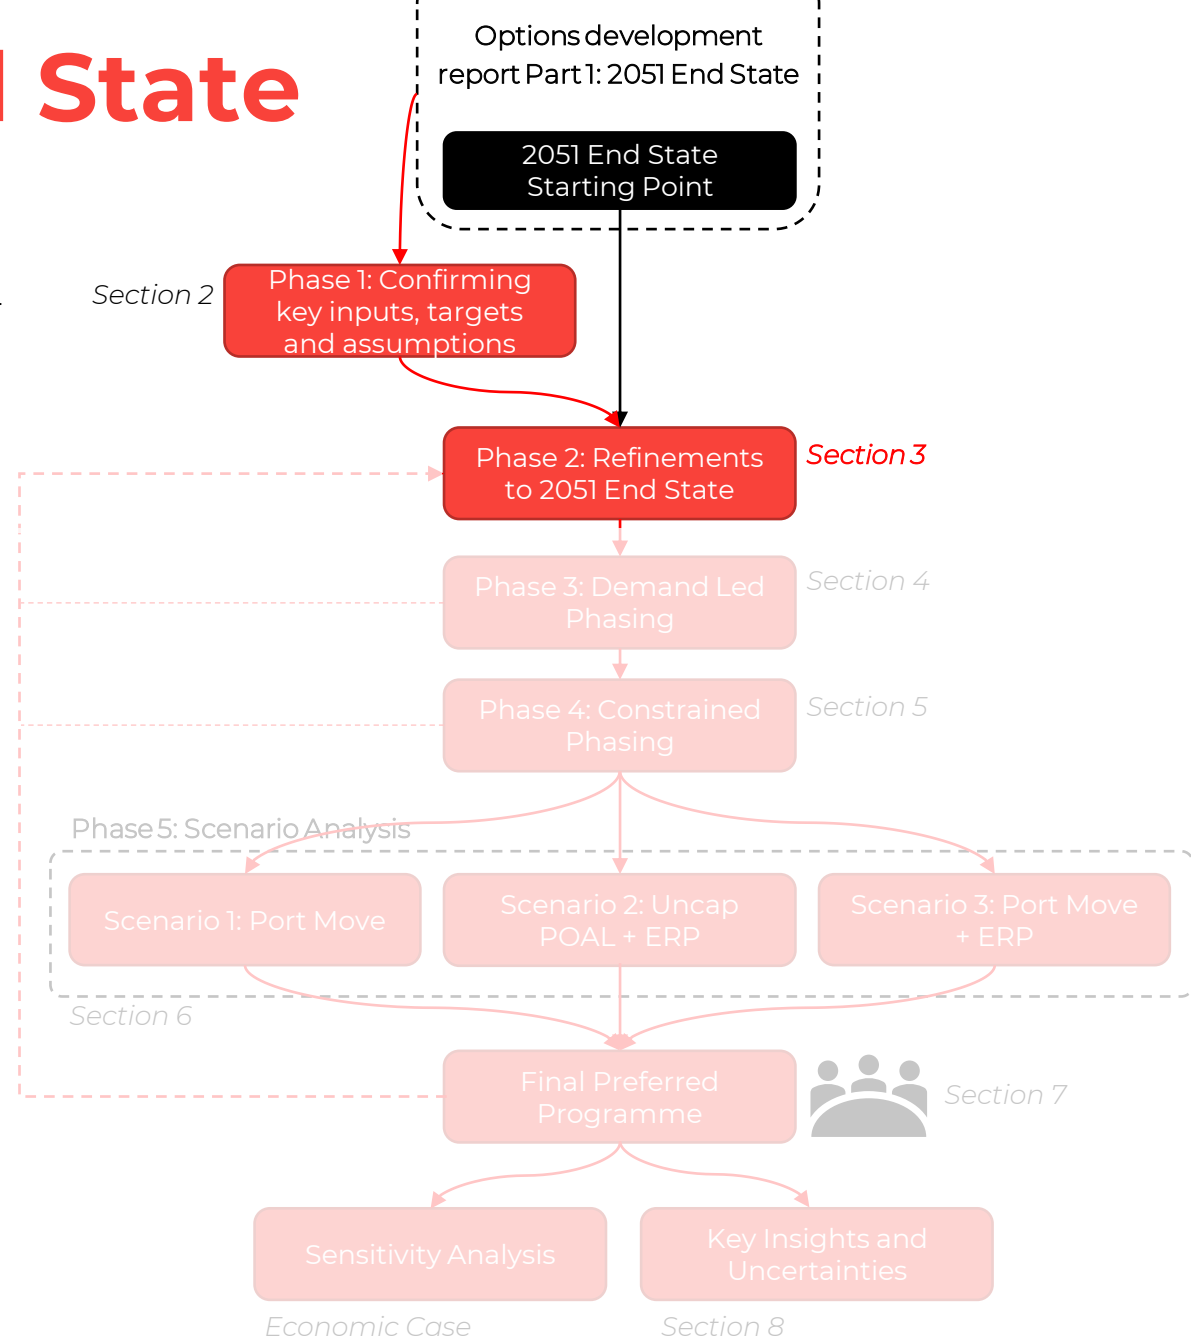 Options development
report Part 1: 2051 End State
State
2051 End State
Starting Point
Section 2
Phase 1: Confirming
key inputs, targets
and assumptions
Phase 2: Refinements
to 2051 End State
Section 3
Phase 3: Demand Led
Phasing
Section 4
Phase 4: Constrained
Phasing
Section 5
Phase 5: Scenario Analysis
Scenario 1: Port Move
Scenario 2: Uncap
POAL + ERP
Scenario 3: Port Move
+ ERP
Section 6
Final Preferred
Programme
Section 7
Sensitivity Analysis
Key Insights and
Uncertainties
Economic Case
Section 8